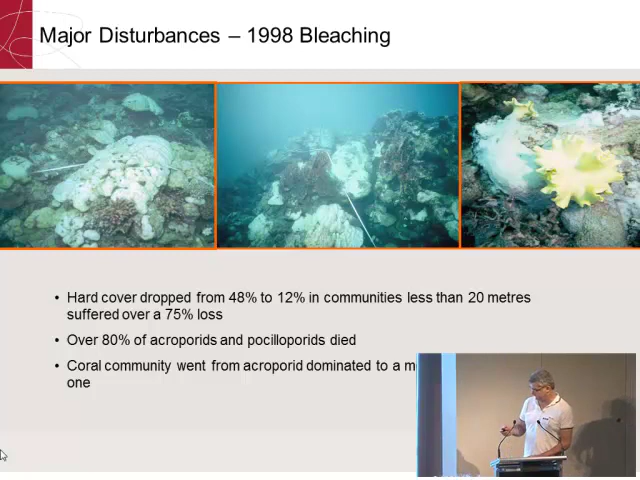 Major Disturbances – 1998 Bleaching
• Hard cover dropped from 48% to 12% in communities less than 20 metres
suffered over a 75% loss
• Over 80% of acroporids and pocilloporids died
• Coral community went from acroporid dominated to a
one